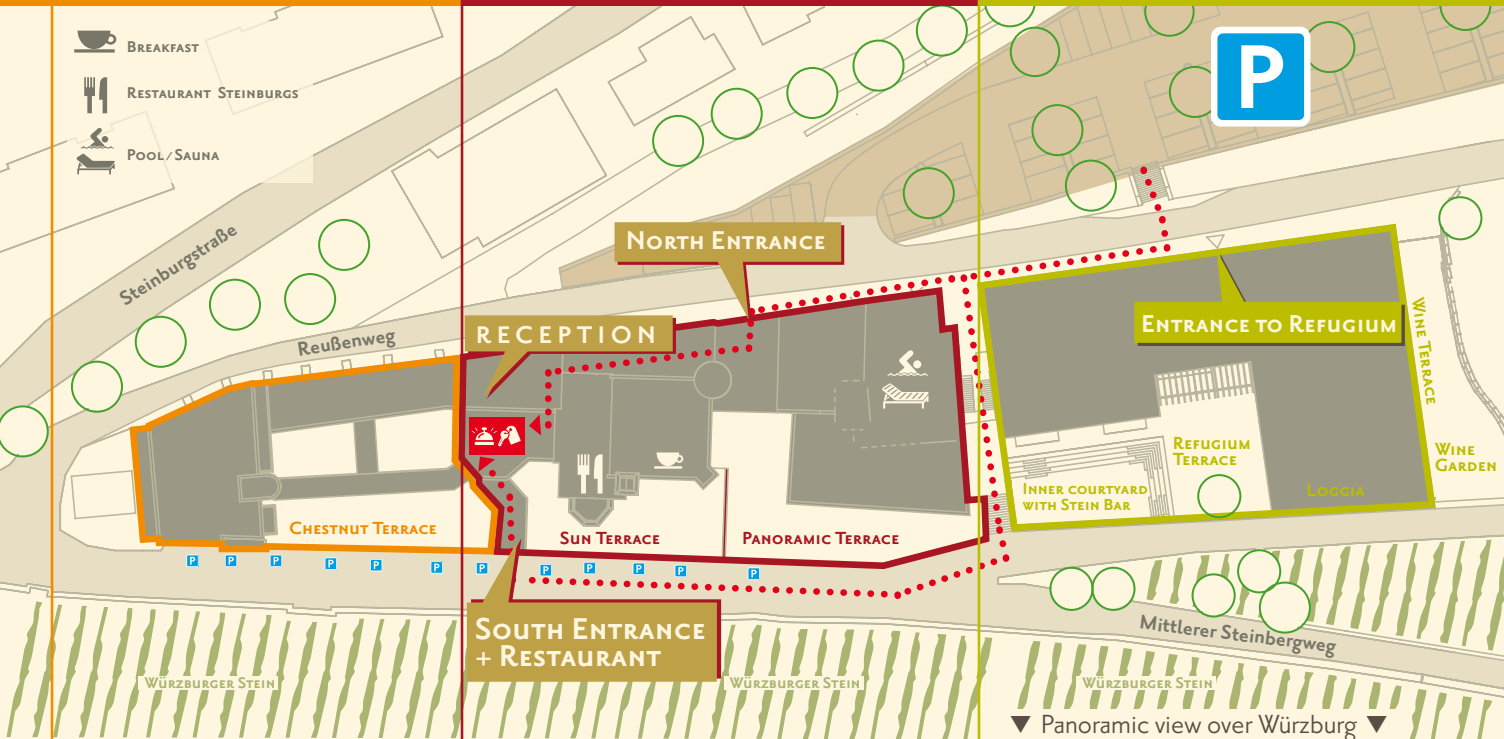 BREAKFAST
RESTAURANT STEINBURGS
POOL/SAUNA
P
Steinburgstraße
Reußenweg
NORTH ENTRANCE
RECEPTION
ENTRANCE TO REFUGIUM
WINE TERRACE
WINE
GARDEN
REFUGIUM
TERRACE
INNER COURTYARD
WITH STEIN BAR
LOGGIA
CHESTNUT TERRACE
SUN TERRACE
PANORAMIC TERRACE
P
P
P
P
P
P
P
P
P
P
P
P
SOUTH ENTRANCE
+ RESTAURANT
Mittlerer Steinbergweg
WÜRZBURGER STEIN
WÜRZBURGER STEIN
WÜRZBURGER STEIN
Panoramic view over Würzburg